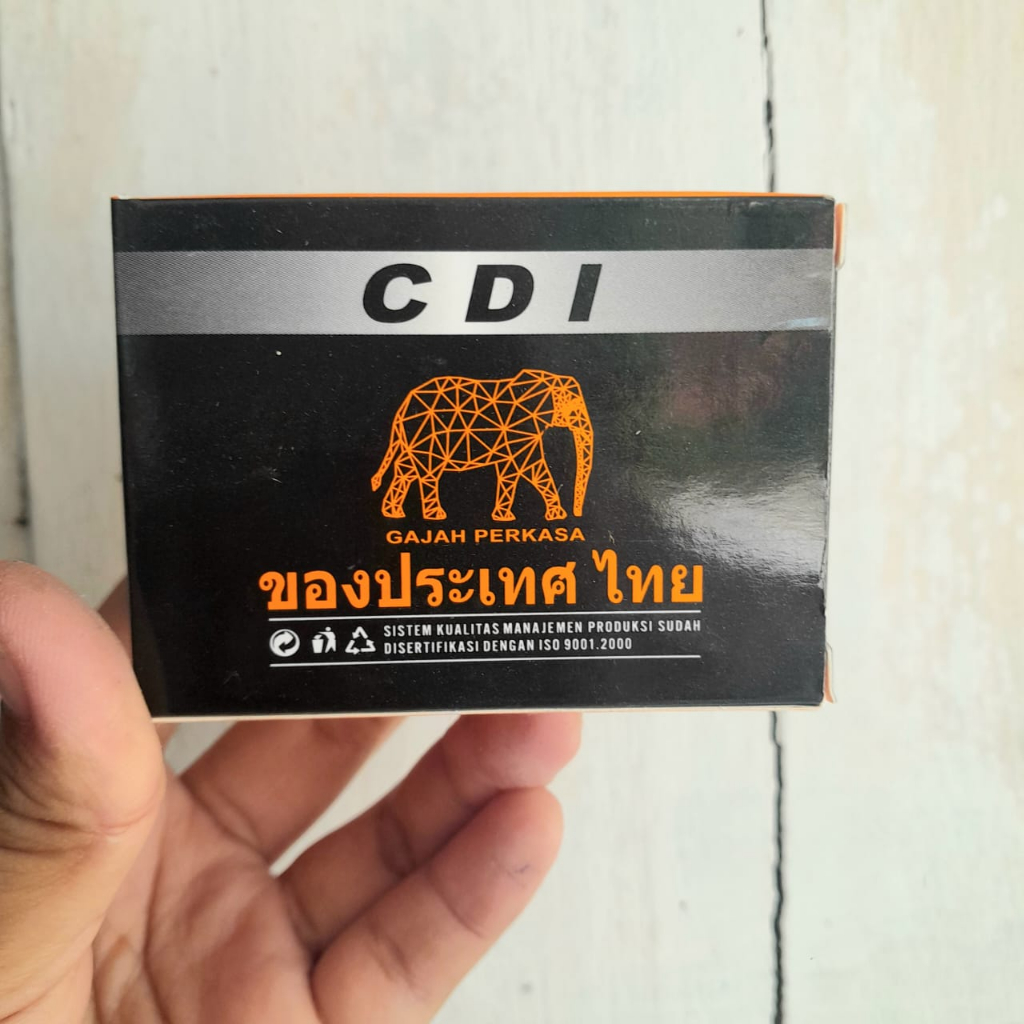 CDI
GAJAH PERKASA
ของประเทศ ไทย
SISTEM KUALITAS MANAJEMEN PRODUKSI SUDAH
DISERTIFIKASI DENGAN ISO 9001.2000